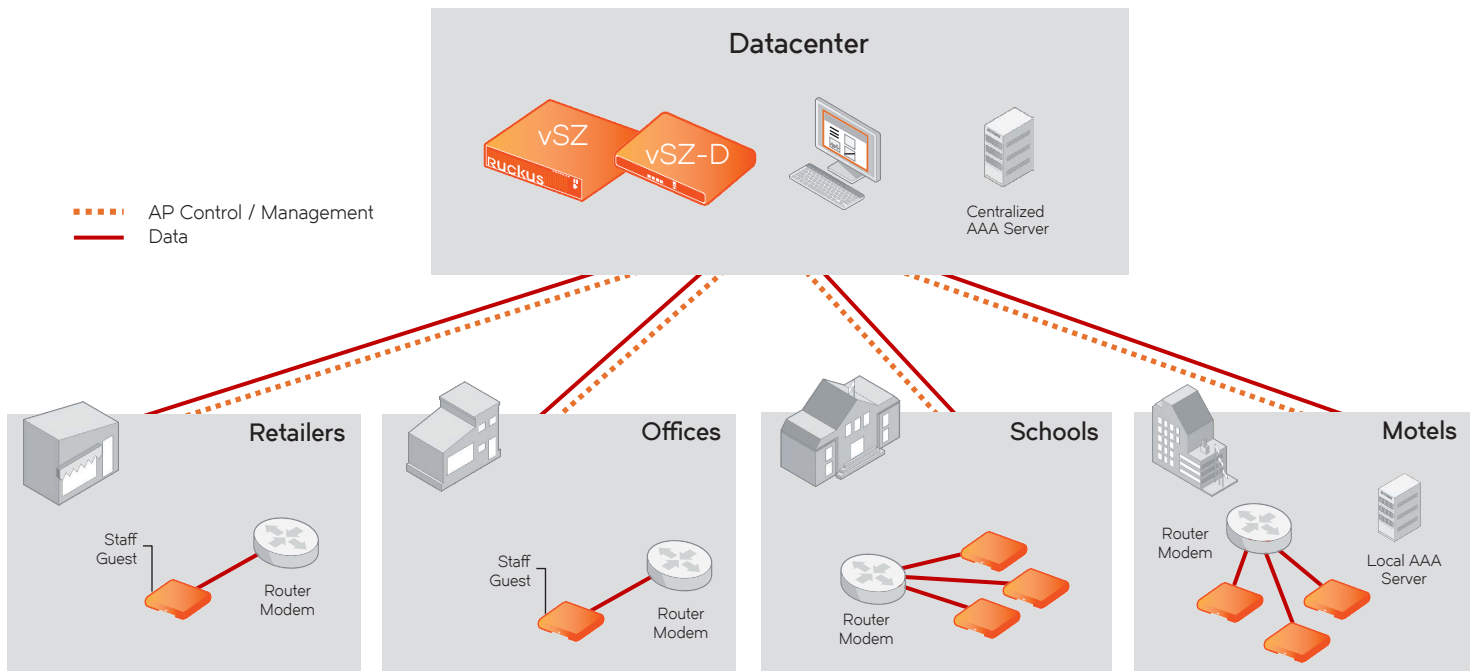 Datacenter
vSZ
Ruckus
vSZ-D
Centralized
AAA Server
AP Control / Management
Data
Retailers
Staff
Guest
Router
Modem
Offices
Staff
Guest
Router
Modem
Schools
Router
Modem
Motels
Router
Modem
Local AAA
Server